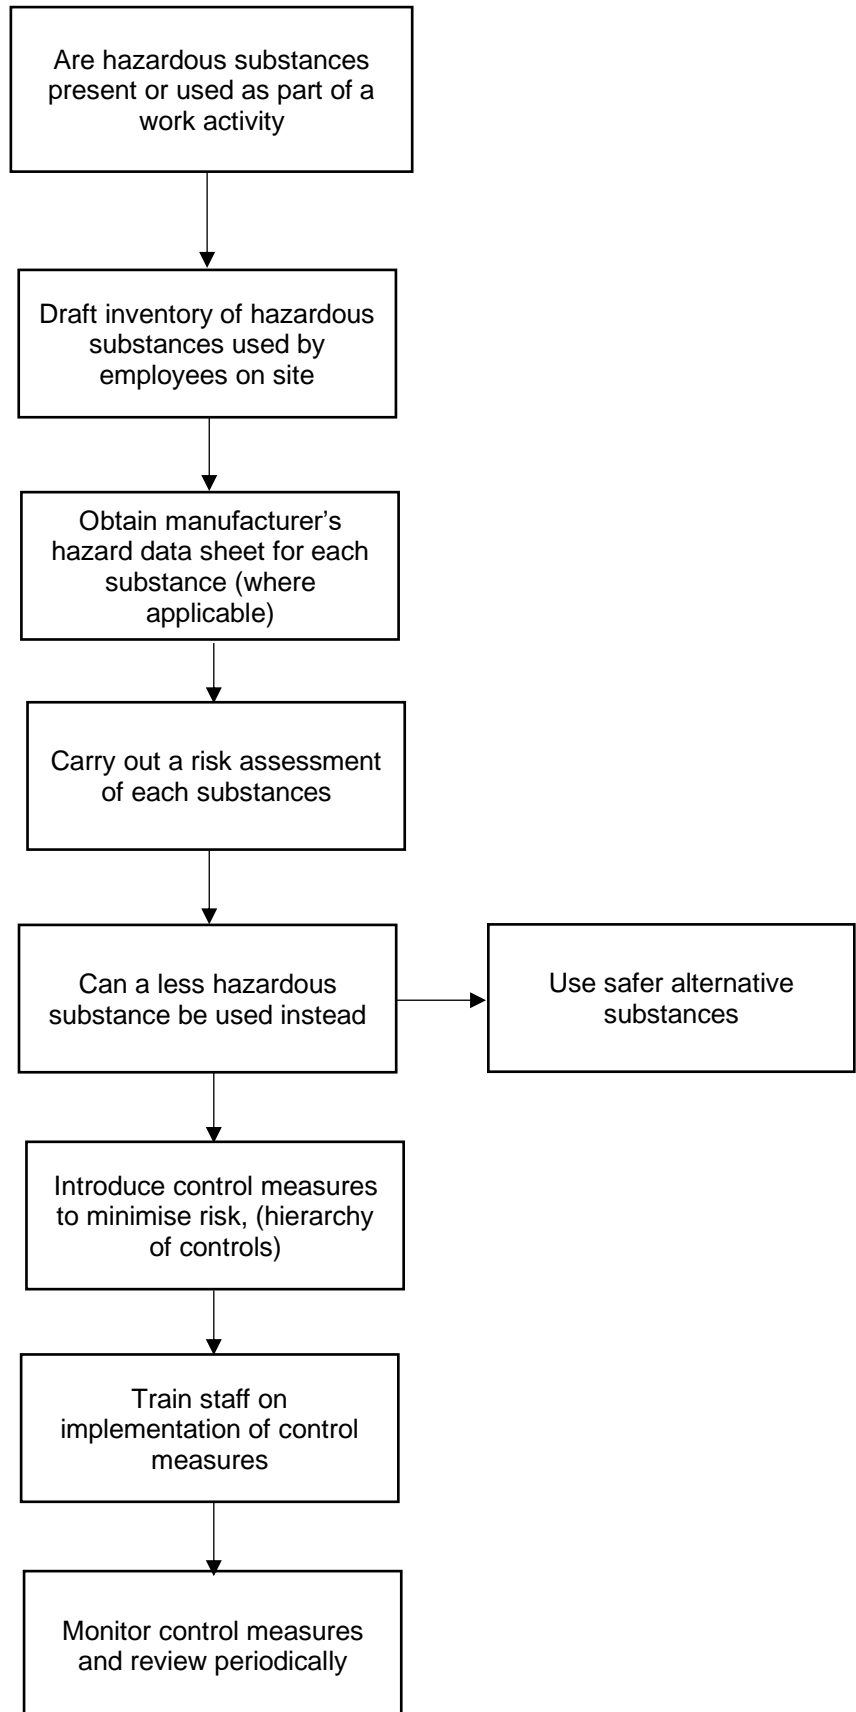 Are hazardous substances
present or used as part of a
work activity
Draft inventory of hazardous
substances used by
employees on site
Obtain manufacturer’s
hazard data sheet for each
substance (where
applicable)
Carry out a risk assessment
of each substances
Can a less hazardous
substance be used instead
Use safer alternative
substances
Introduce control measures
to minimise risk, (hierarchy
of controls)
Train staff on
implementation of control
measures
Monitor control measures
and review periodically